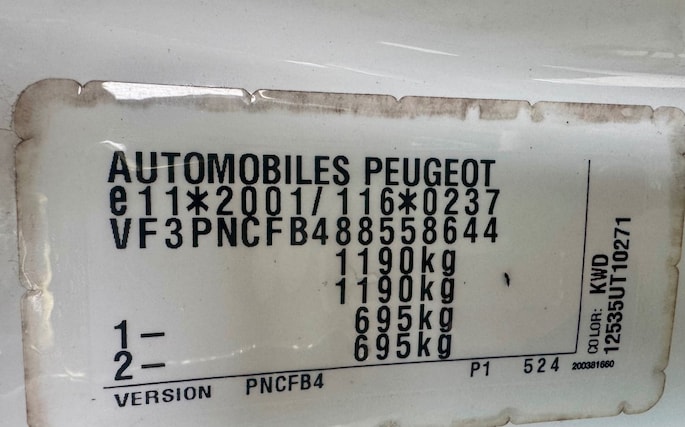 AUTOMOBILES PEUGEOT
e11*2001/116*0237
VF3PNCFB488558644
1190kg
1190kg
1- 695kg
2- 695kg
VERSION PNCFB4 P1 524
COLOR: KWD
12535UT10271
200381660